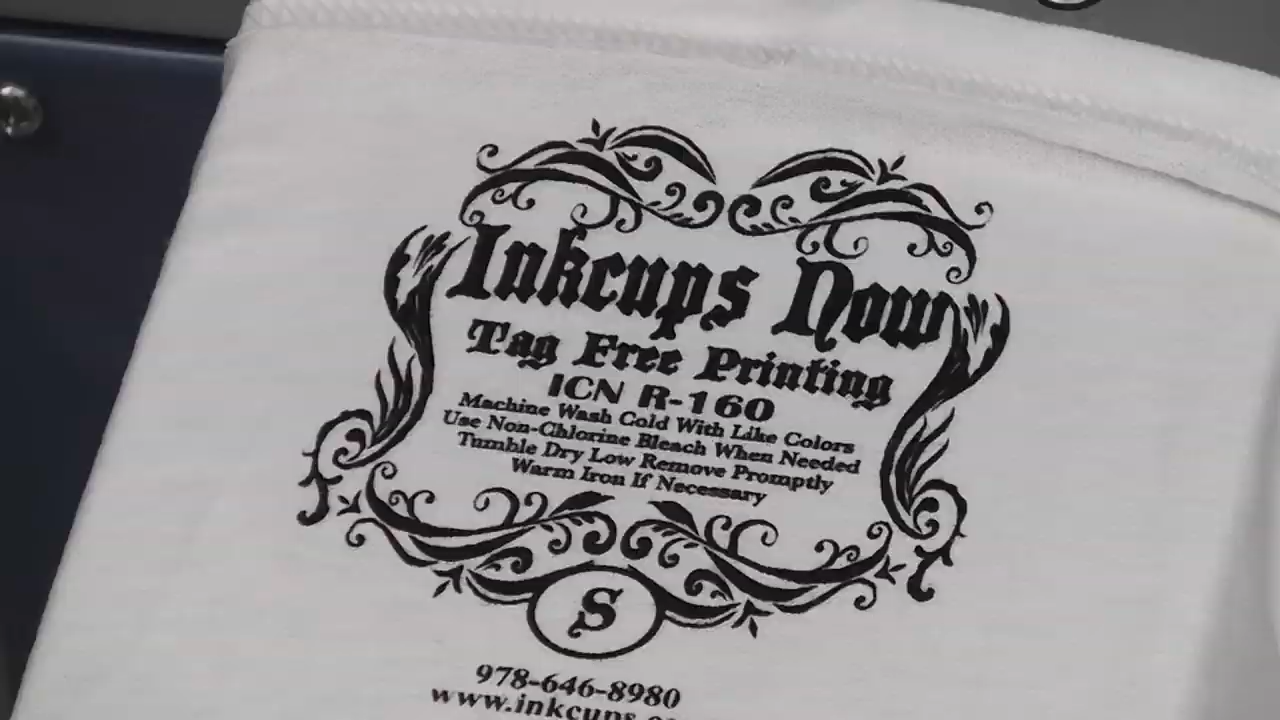 Inkcups Now
Tag Free Printing
ICN R-160
Machine Wash Cold With Like Colors
Use Non-Chlorine Bleach When Needed
Tumble Dry Low Remove Promptly
Warm Iron If Necessary
S
978-646-8980